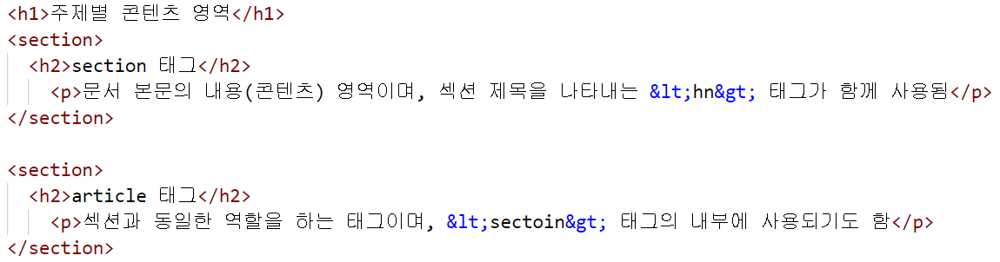 <h1>주제별 콘텐츠 영역</h1>
<section>
<h2>section 태그</h2>
<p>문서 본문의 내용(콘텐츠) 영역이며, 섹션 제목을 나타내는 &lt;hn&gt; 태그가 함께 사용됨</p>
</section>
<section>
<h2>article 태그</h2>
<p>섹션과 동일한 역할을 하는 태그이며, &lt;sectoin&gt; 태그의 내부에 사용되기도 함</p>
</section>